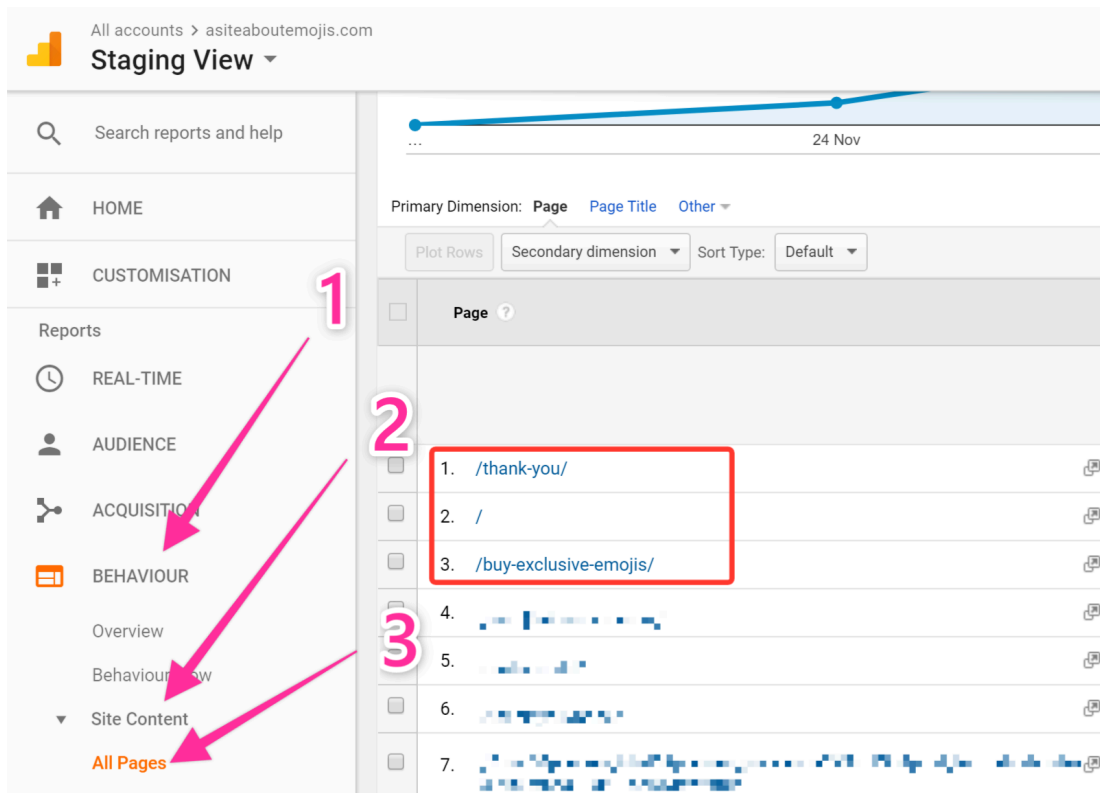 All accounts > asiteaboutemojis.com
Staging View
Search reports and help
HOME
CUSTOMISATION
1
Reports
REAL-TIME
AUDIENCE
ACQUISITION
BEHAVIOUR
Overview
Behaviour
Site Content
All Pages
...
24 Nov
Primary Dimension: Page Page Title Other
Plot Rows Secondary dimension Sort Type: Default
Page ?
2
1. /thank-you/
2. /
3. /buy-exclusive-emojis/
3
4.
5.
6.
7.